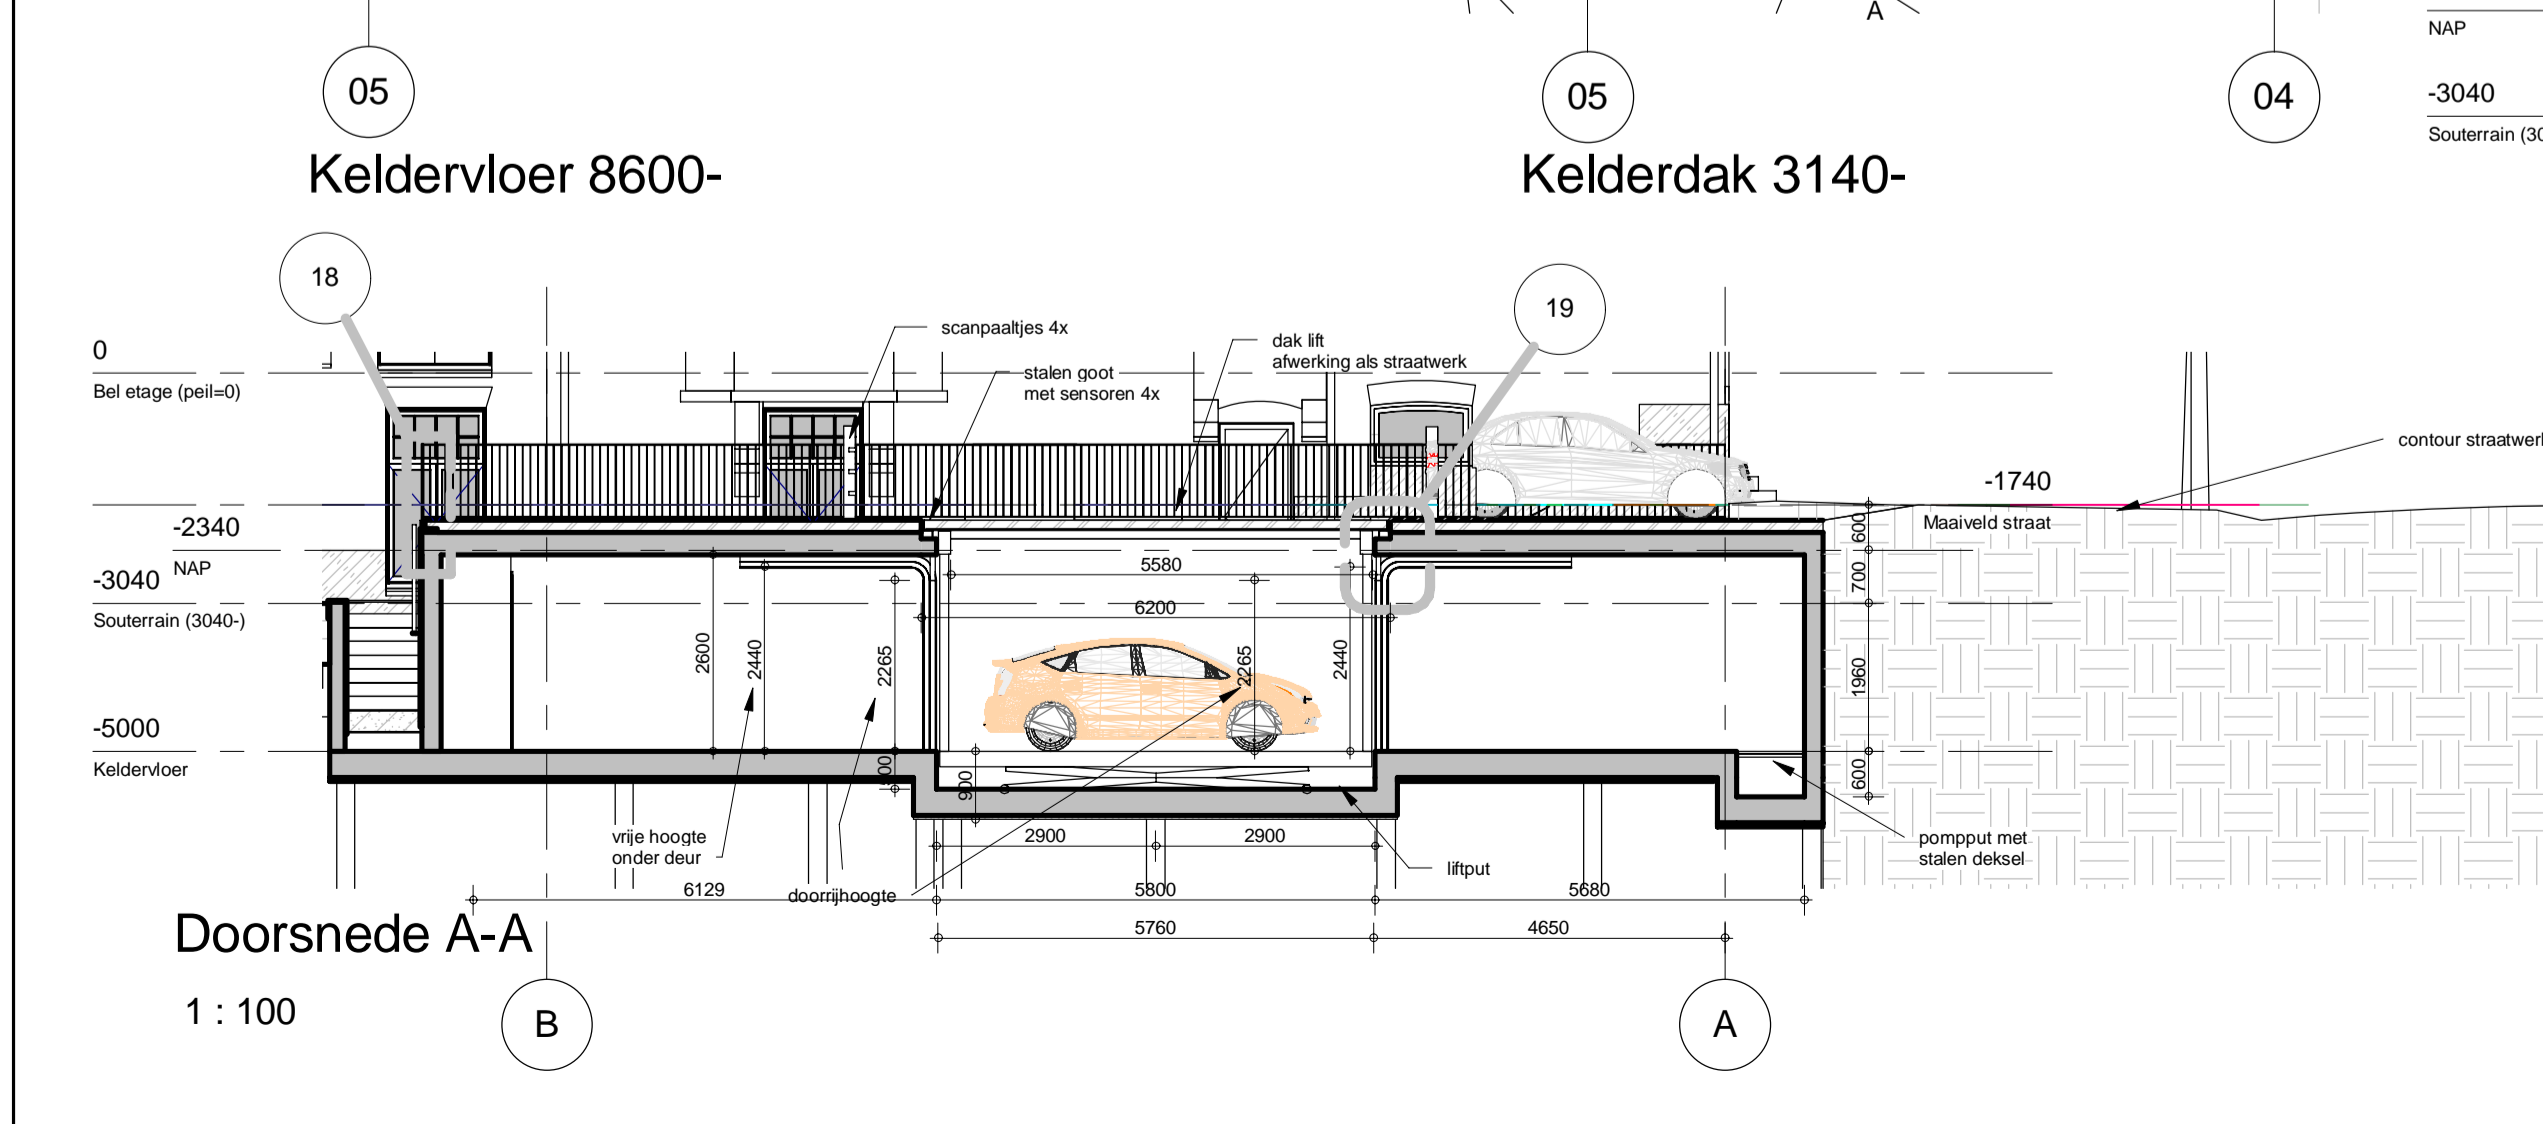 A
NAP
05
05
04
-3040
Keldervloer 8600-
Kelderdak 3140-
18
19
scanpaaltjes 4x
0
dak lift
afwerking als straatwerk
stalen goot
met sensoren 4x
Bel etage (peil=0)
contour straatwerk
-1740
Maaiveld straat
-2340
NAP
-3040
Souterrain (3040-)
5580
6200
600
700
2600
2440
2265
2265
2440
1960
-5000
Keldervloer
900
600
vrije hoogte
onder deur
2900
2900
pompput met
stalen deksel
liftput
doorrijhoogte
6129
5800
5680
5760
4650
Doorsnede A-A
1 : 100
B
A